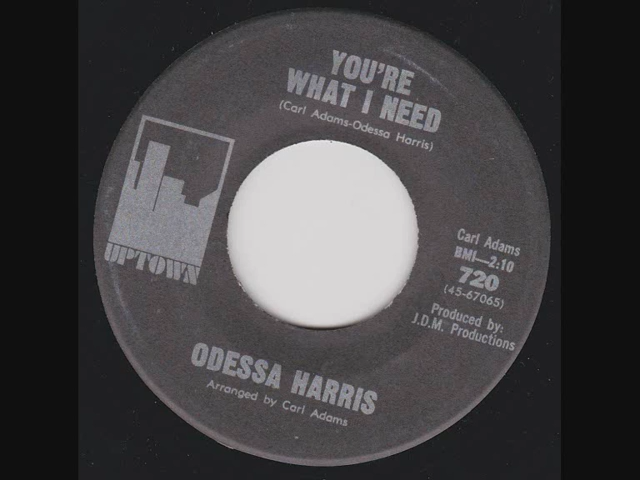 YOU'RE
WHAT I NEED
(Carl Adams-Odessa Harris)
UPTOWN
Carl Adams
BMI—2:10
720
(45-67065)
Produced by:
J.D.M. Productions
ODESSA HARRIS
Arranged by Carl Adams